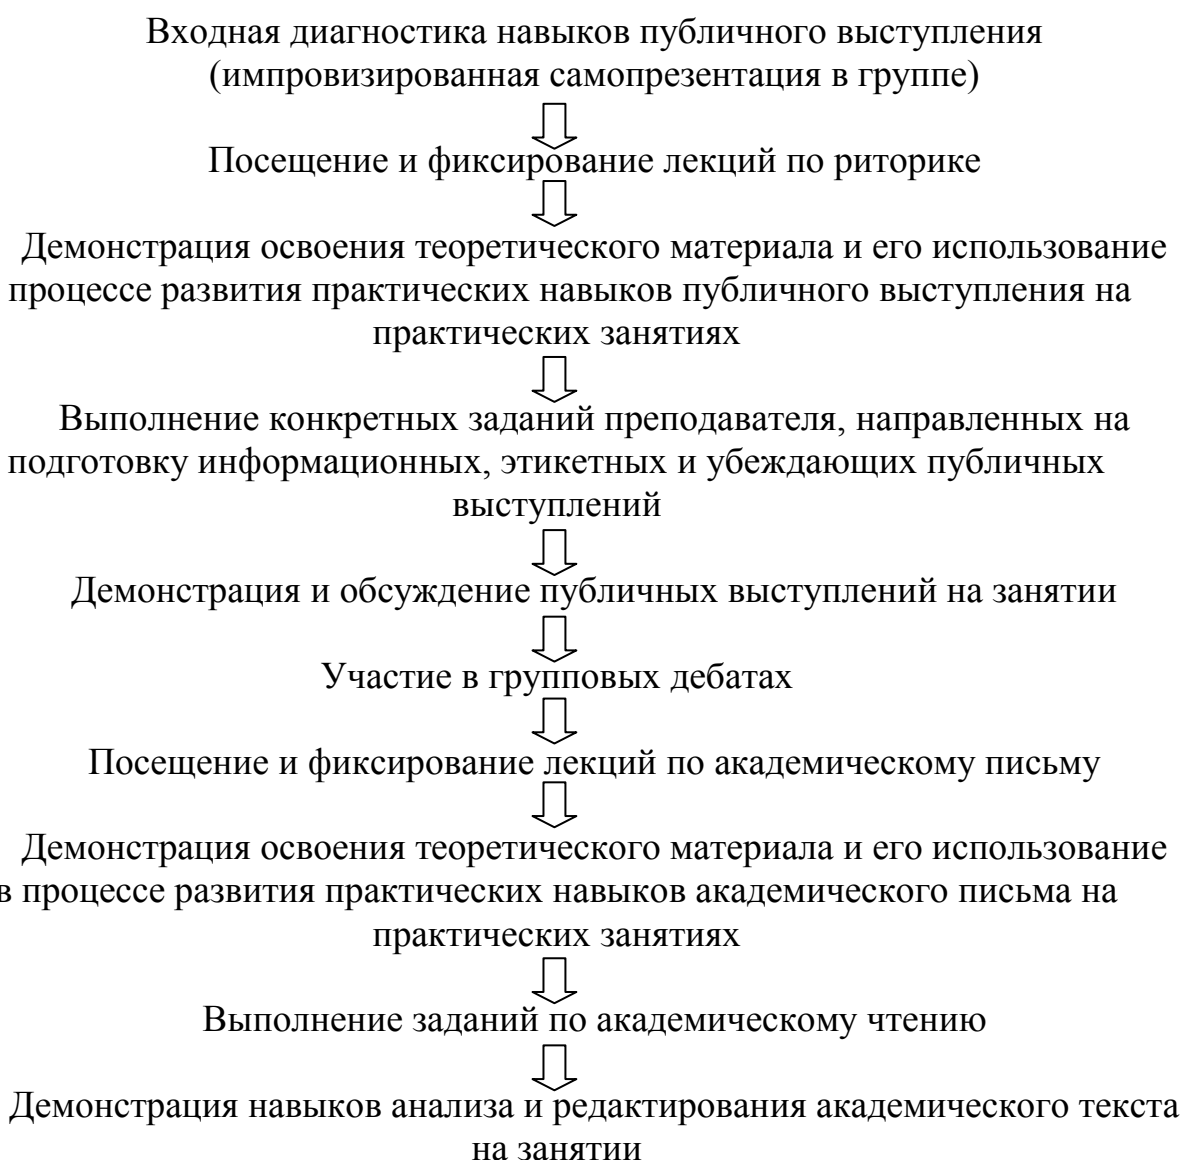 Входная диагностика навыков публичного выступления
(импровизированная самопрезентация в группе)
Посещение и фиксирование лекций по риторике
Демонстрация освоения теоретического материала и его использование
процессе развития практических навыков публичного выступления на
практических занятиях
Выполнение конкретных заданий преподавателя, направленных на
подготовку информационных, этикетных и убеждающих публичных
выступлений
Демонстрация и обсуждение публичных выступлений на занятии
Участие в групповых дебатах
Посещение и фиксирование лекций по академическому письму
Демонстрация освоения теоретического материала и его использование
в процессе развития практических навыков академического письма на
практических занятиях
Выполнение заданий по академическому чтению
Демонстрация навыков анализа и редактирования академического текста
на занятии